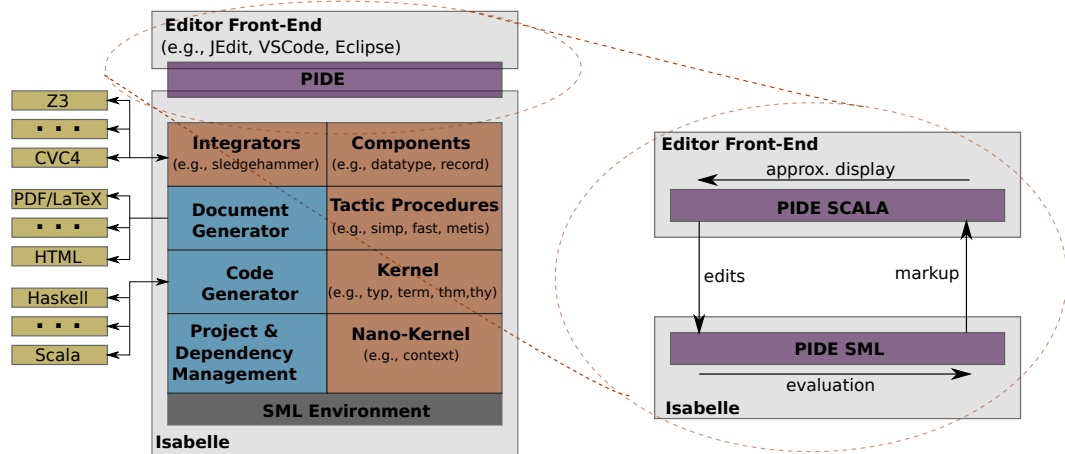 Editor Front-End
(e.g., JEdit, VSCode, Eclipse)
PIDE
Z3
...
CVC4
PDF/LaTeX
...
HTML
Haskell
...
Scala
Integrators
(e.g., sledgehammer)
Components
(e.g., datatype, record)
Document
Generator
Tactic Procedures
(e.g., simp, fast, metis)
Code
Generator
Kernel
(e.g., typ, term, thm,thy)
Project &
Dependency
Management
Nano-Kernel
(e.g., context)
SML Environment
Isabelle
Editor Front-End
approx. display
PIDE SCALA
edits
markup
PIDE SML
evaluation
Isabelle